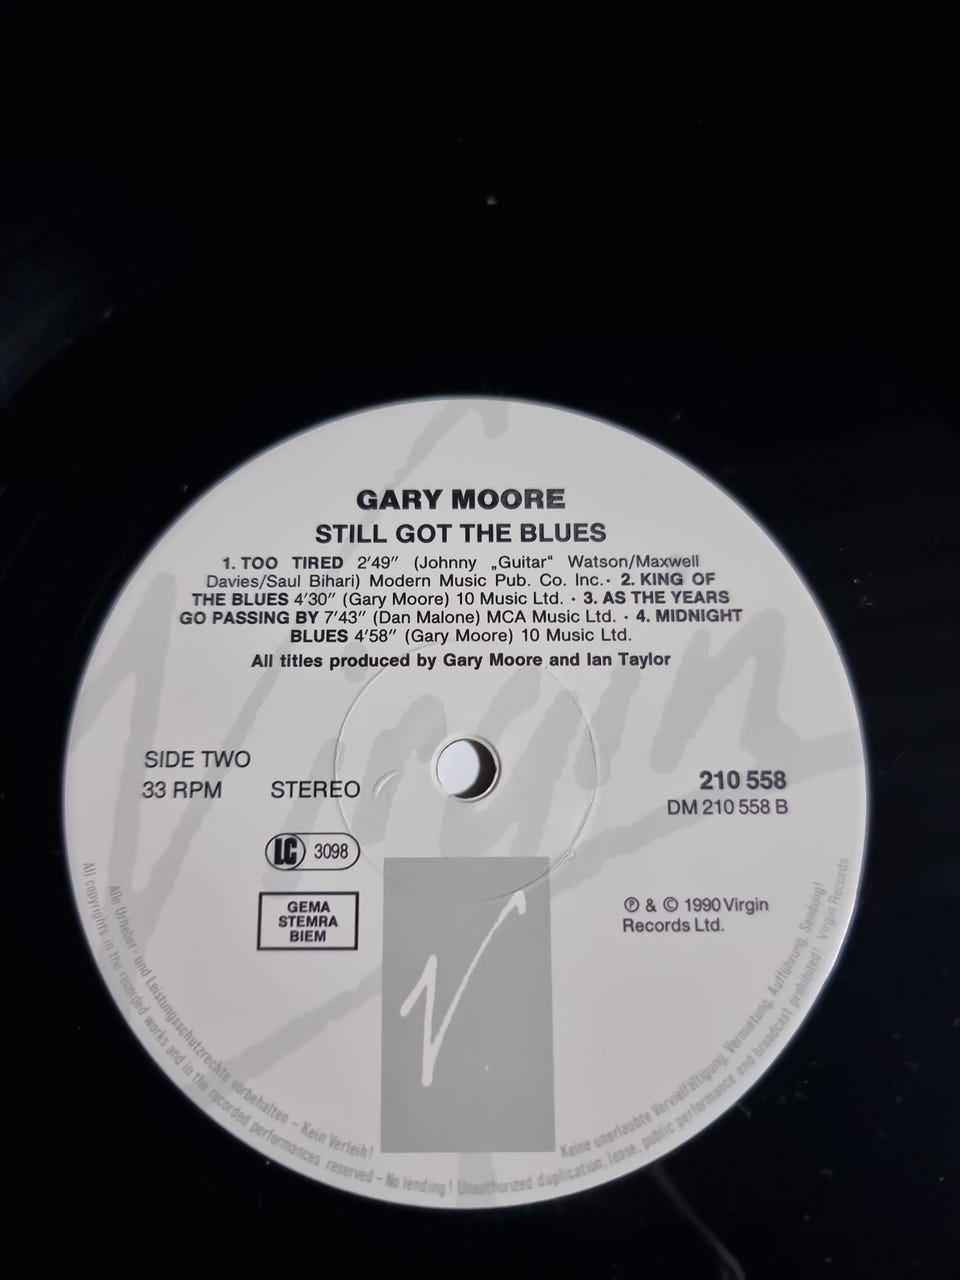 GARY MOORE
STILL GOT THE BLUES
1. TOO TIRED 2'49" (Johnny „Guitar“ Watson/Maxwell
Davies/Saul Bihari) Modern Music Pub. Co. Inc. · 2. KING OF
THE BLUES 4'30" (Gary Moore) 10 Music Ltd. · 3. AS THE YEARS
GO PASSING BY 7'43" (Dan Malone) MCA Music Ltd. · 4. MIDNIGHT
BLUES 4'58" (Gary Moore) 10 Music Ltd.
All titles produced by Gary Moore and Ian Taylor
Virgin
SIDE TWO
33 RPM STEREO
210 558
DM 210 558 B
LC 3098
GEMA
STEMRA
BIEM
℗ & © 1990 Virgin
Records Ltd.
V
Alle Urheber- und Leistungsschutzrechte vorbehalten – Kein Verleih! Keine unerlaubte Vervielfältigung, Vermietung, Aufführung, Sendung!
All copyrights in the recorded works and in the recorded performances reserved – No lending! Unauthorized duplication, lease, public performance and broadcast prohibited! Virgin Records